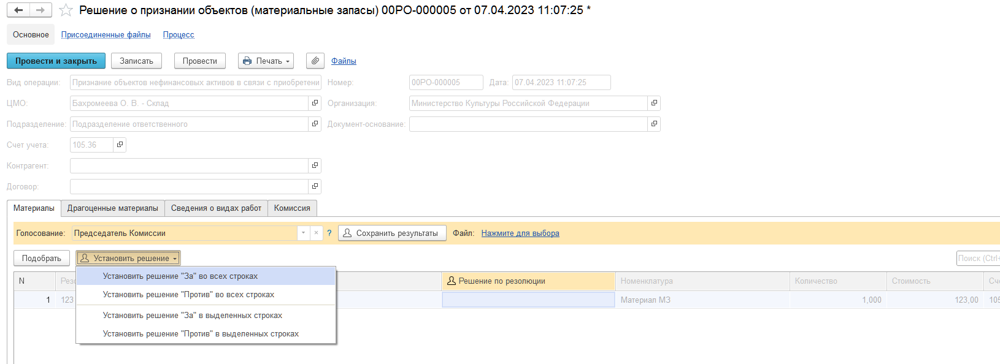 Решение о признании объектов (материальные запасы) 00РО-000005 от 07.04.2023 11:07:25 *
Основное Присоединенные файлы Процесс
Провести и закрыть Записать Провести Печать Файлы
Вид операции: Признание объектов нефинансовых активов в связи с приобретени Номер: 00РО-000005 Дата: 07.04.2023 11:07:25
ЦМО: Бахромеева О. В. - Склад Организация: Министерство Культуры Российской Федерации
Подразделение: Подразделение ответственного Документ-основание:
Счет учета: 105.36
Контрагент:
Договор:
Материалы Драгоценные материалы Сведения о видах работ Комиссия
Голосование: Председатель Комиссии ? Сохранить результаты Файл: Нажмите для выбора
Подобрать Установить решение Поиск (Ctrl+
N Резо Решение по резолюции Номенклатура Количество Стоимость Сче
1 123 Материал МЗ 1,000 123,00 105
Установить решение "За" во всех строках
Установить решение "Против" во всех строках
Установить решение "За" в выделенных строках
Установить решение "Против" в выделенных строках